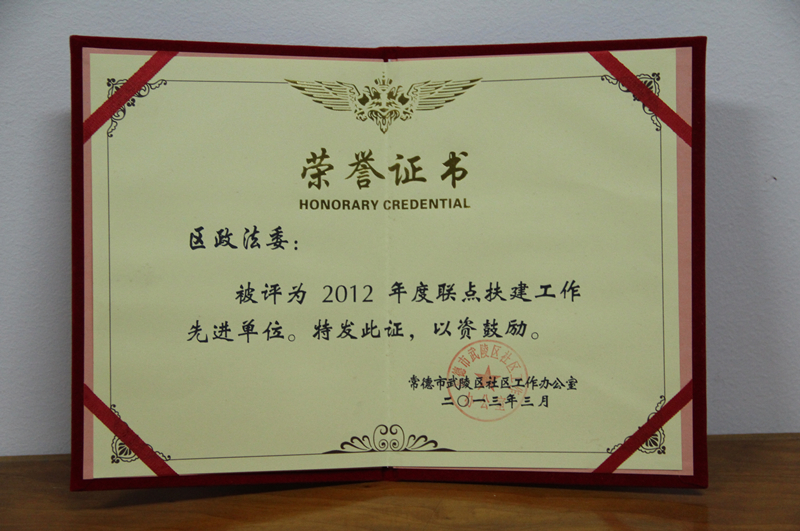 荣誉证书
HONORARY CREDENTIAL
区政法委：
被评为 2012 年度联点扶建工作
先进单位。特发此证，以资鼓励。
常德市武陵区社区工作办公室
二〇一三年三月